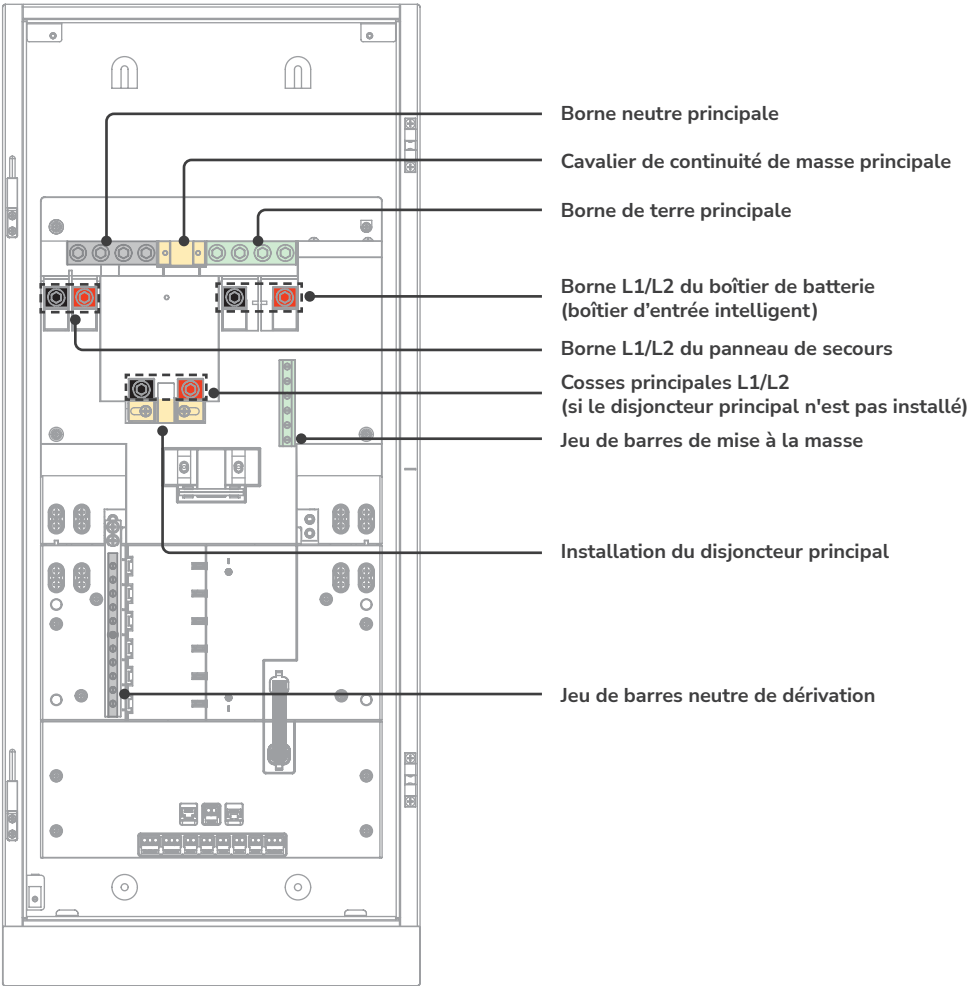 Borne neutre principale
Cavalier de continuité de masse principale
Borne de terre principale
Borne L1/L2 du boîtier de batterie
(boîtier d’entrée intelligent)
Borne L1/L2 du panneau de secours
Cosses principales L1/L2
(si le disjoncteur principal n'est pas installé)
Jeu de barres de mise à la masse
Installation du disjoncteur principal
Jeu de barres neutre de dérivation